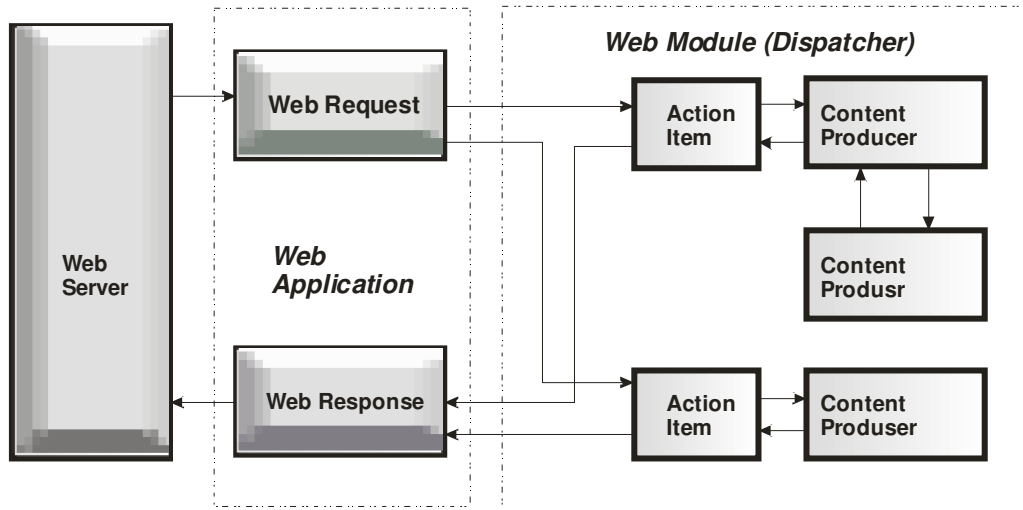 Web Module (Dispatcher)
Web Request
Action
Item
Content
Producer
Web
Server
Web
Application
Content
Produsr
Web Response
Action
Item
Content
Produser